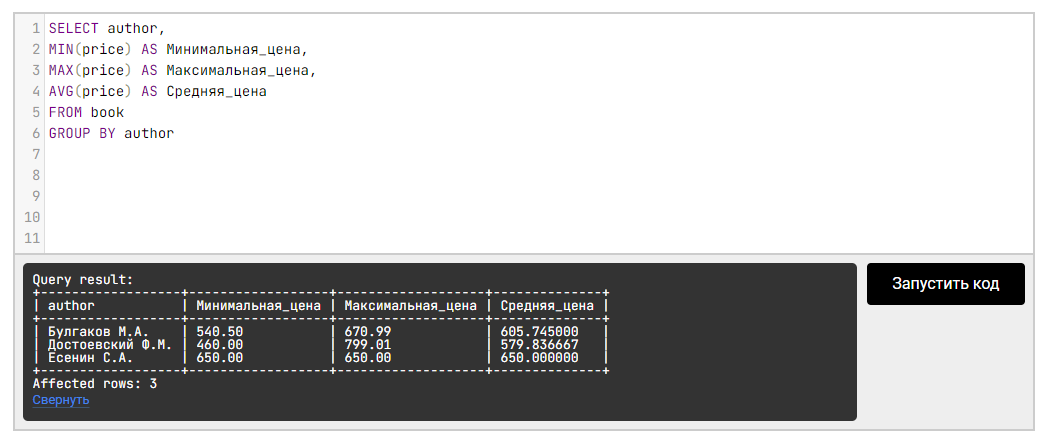 1 SELECT author,
2 MIN(price) AS Минимальная_цена,
3 MAX(price) AS Максимальная_цена,
4 AVG(price) AS Средняя_цена
5 FROM book
6 GROUP BY author
7
8
9
10
11
Query result:
Запустить код
+------------------+-----------------+------------------+-------------+
| author | Минимальная_цена | Максимальная_цена | Средняя_цена |
+------------------+-----------------+------------------+-------------+
| Булгаков М.А. | 540.50 | 670.99 | 605.745000 |
| Достоевский Ф.М. | 460.00 | 799.01 | 579.836667 |
| Есенин С.А. | 650.00 | 650.00 | 650.000000 |
+------------------+-----------------+------------------+-------------+
Affected rows: 3
Свернуть